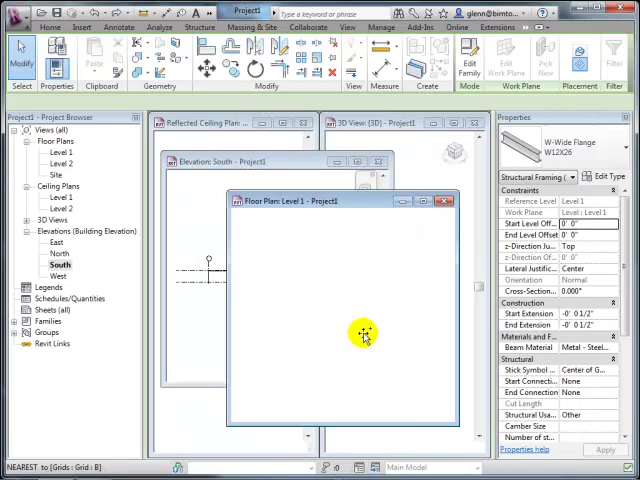 Project1
Type a keyword or phrase
glenn@bimto...
Home
Insert
Annotate
Analyze
Structure
Massing & Site
Collaborate
View
Manage
Add-Ins
Online
Extensions
Modify
Paste
Edit Family
Edit Work Plane
Pick New
Filter
Select
Properties
Clipboard
Geometry
Modify
Measure
Create
Mode
Work Plane
Placement
Filter
Project1 - Project Browser
Views (all)
Floor Plans
Level 1
Level 2
Site
Ceiling Plans
Level 1
Level 2
3D Views
Elevations (Building Elevation)
East
North
South
West
Legends
Schedules/Quantities
Sheets (all)
Families
Groups
Revit Links
Reflected Ceiling Plan: ...
3D View: {3D} - Project1
Elevation: South - Project1
Floor Plan: Level 1 - Project1
Properties
W-Wide Flange
W12X26
Structural Framing (
Edit Type
Constraints
Reference Level Level 1
Work Plane Level : Level 1
Start Level Off... 0' 0"
End Level Offset 0' 0"
z-Direction Ju... Top
z-Direction Of... 0' 0"
Lateral Justific... Center
Orientation Normal
Cross-Section... 0.000°
Construction
Start Extension -0' 0 1/2"
End Extension -0' 0 1/2"
Materials and F...
Beam Material Metal - Steel...
Structural
Stick Symbol ... Center of G...
Start Connecti... None
End Connecti... None
Cut Length
Structural Usa... Other
Camber Size
Number of st...
Properties help
Apply
NEAREST to [Grids : Grid : B]
:0
Main Model